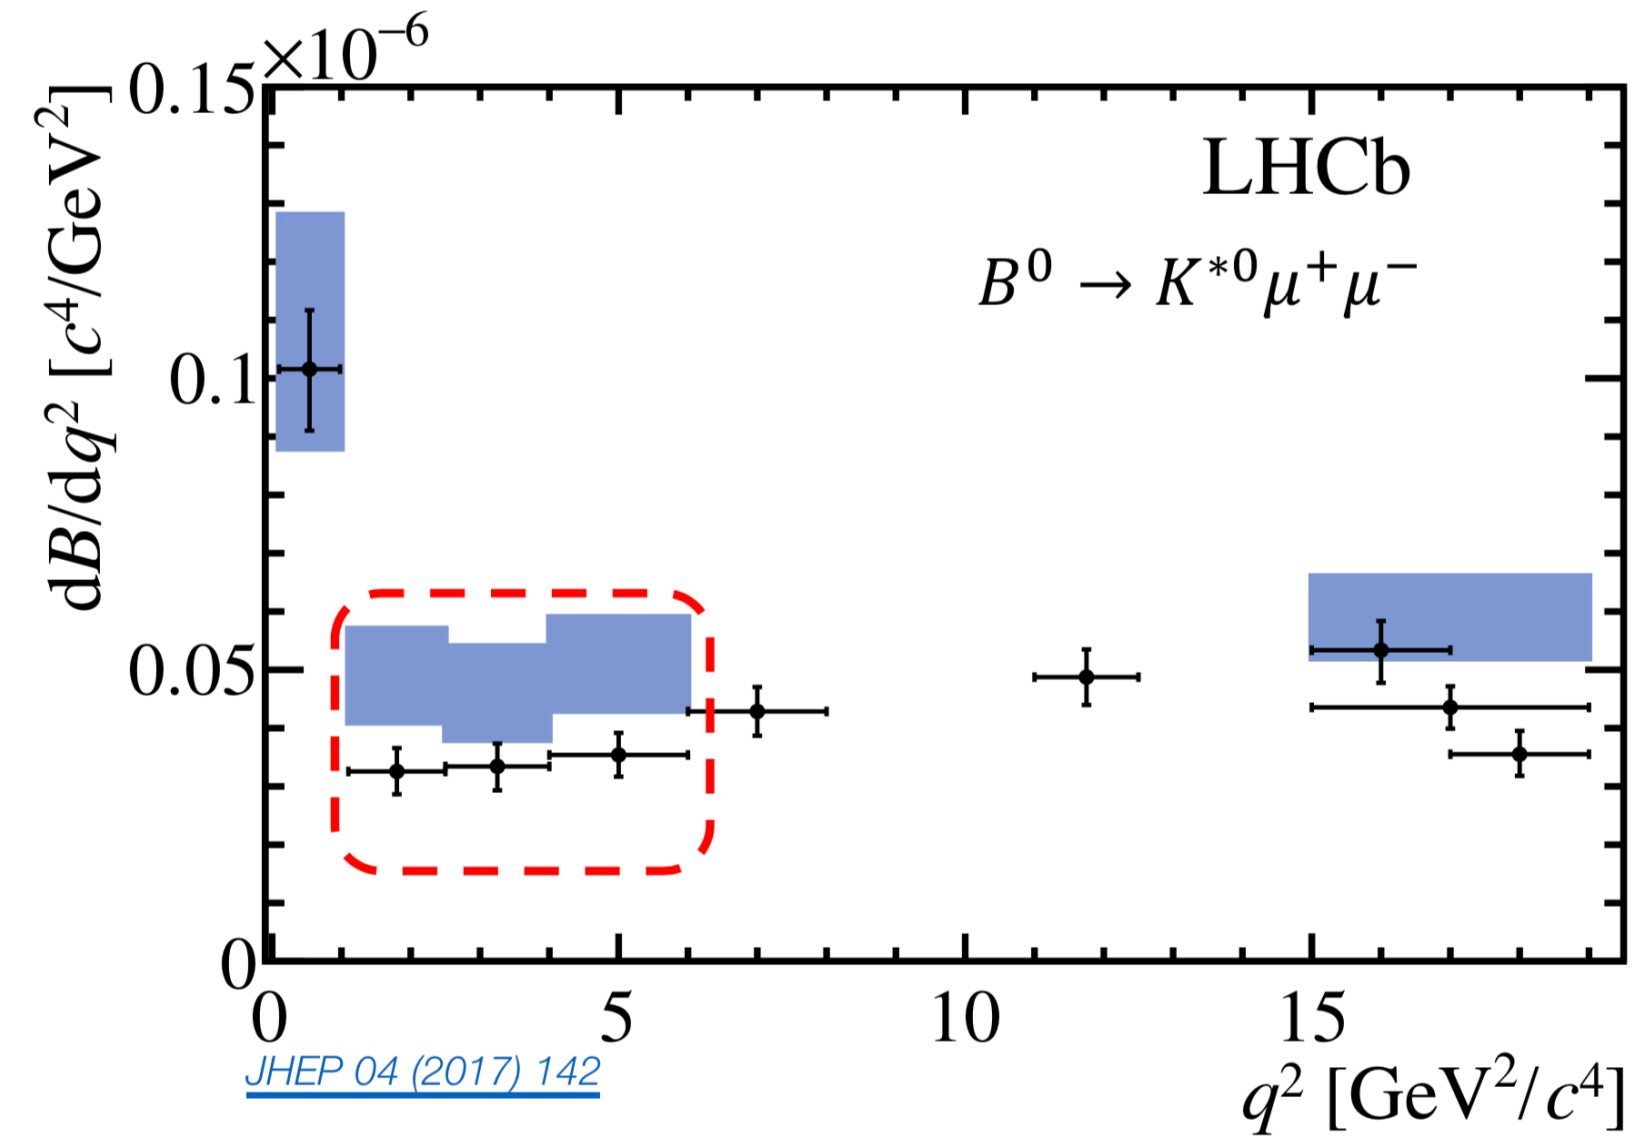 ×10⁻⁶
0.15
0.1
0.05
0
dB/dq² [c⁴/GeV²]
LHCb
B⁰ → K*⁰μ⁺μ⁻
0 5 10 15
JHEP 04 (2017) 142
q² [GeV²/c⁴]